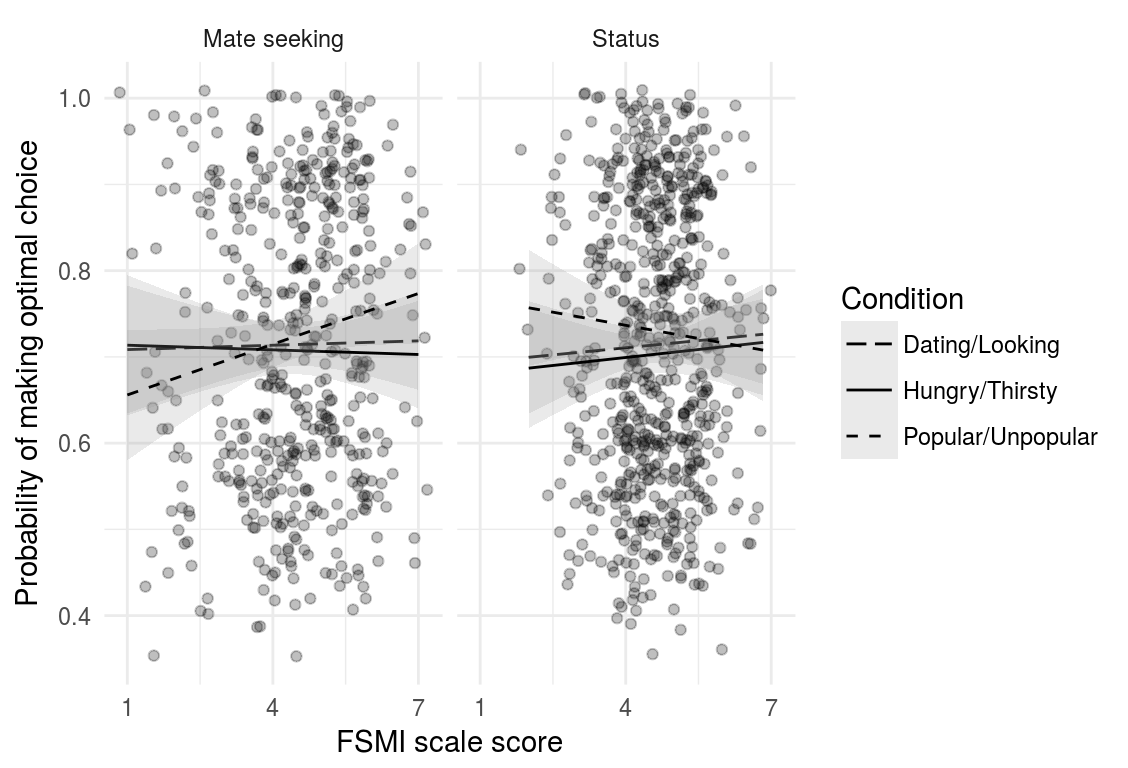 Mate seeking
Status
Probability of making optimal choice
1.0
0.8
0.6
0.4
1 4 7
1 4 7
FSMI scale score
Condition
Dating/Looking
Hungry/Thirsty
Popular/Unpopular